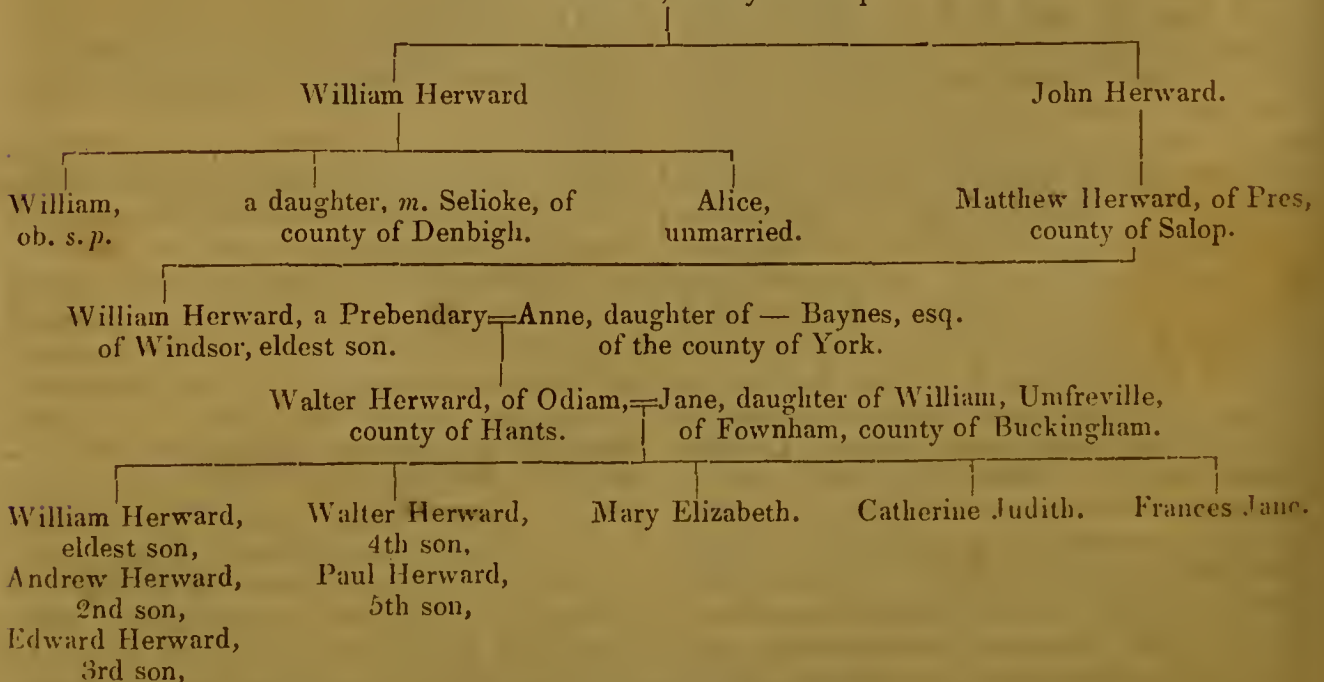 William Herward
John Herward.
William,
ob. s. p.
a daughter, m. Selioke, of
county of Denbigh.
Alice,
unmarried.
Matthew Herward, of Pres,
county of Salop.
William Herward, a Prebendary
of Windsor, eldest son.
Anne, daughter of — Baynes, esq.
of the county of York.
Walter Herward, of Odiam,
county of Hants.
Jane, daughter of William, Umfreville,
of Fownham, county of Buckingham.
William Herward,
eldest son,
Andrew Herward,
2nd son,
Edward Herward,
3rd son,
Walter Herward,
4th son,
Paul Herward,
5th son,
Mary Elizabeth.
Catherine Judith.
Frances Jane.